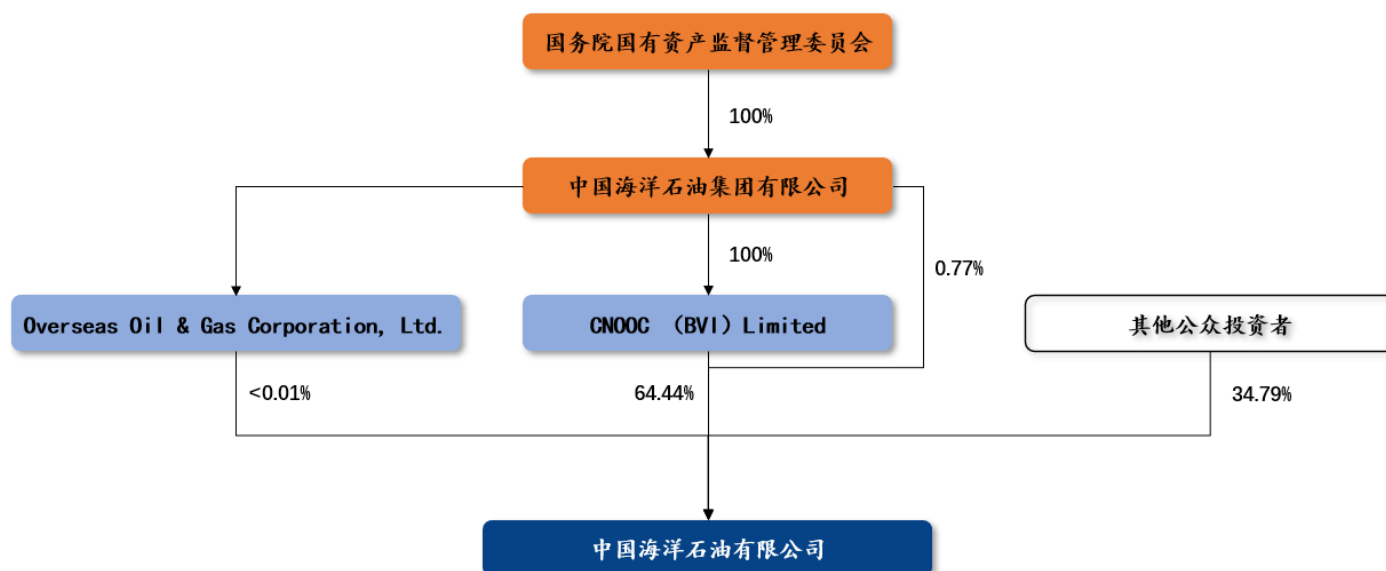 国务院国有资产监督管理委员会
100%
中国海洋石油集团有限公司
100%
0.77%
Overseas Oil & Gas Corporation, Ltd.
CNOOC （BVI）Limited
其他公众投资者
<0.01%
64.44%
34.79%
中国海洋石油有限公司